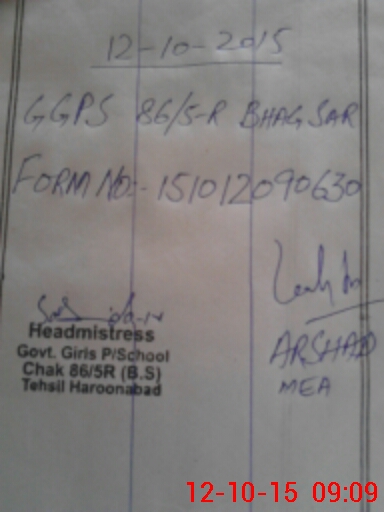 12-10-2015
GGPS 86/5-R BHAGSAR
FORM NO:- 151012090630
Headmistress
Govt. Girls P/School
Chak 86/5R (B.S)
Tehsil Haroonabad
ARSHAD
MEA
12-10-15 09:09